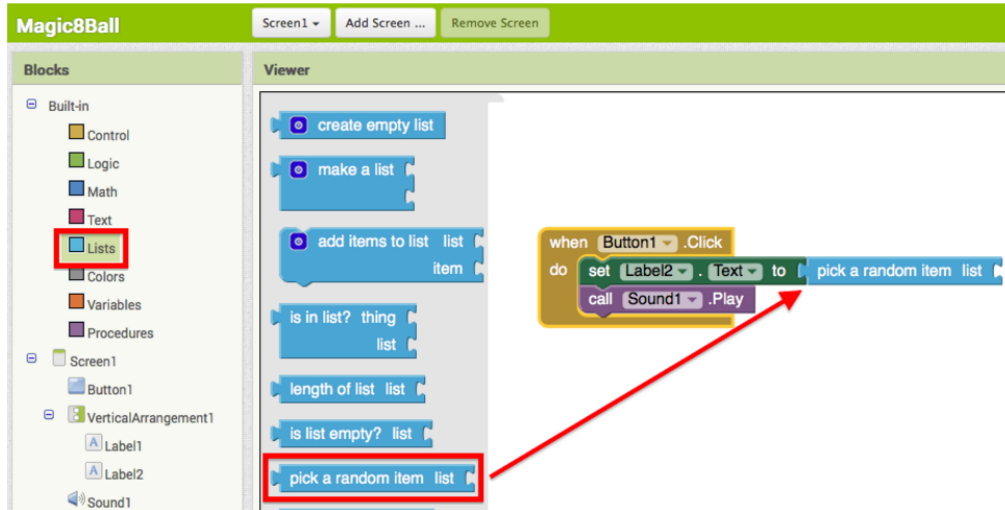 Magic8Ball
Screen1
Add Screen ...
Remove Screen
Blocks
Viewer
Built-in
Control
Logic
Math
Text
Lists
Colors
Variables
Procedures
Screen1
Button1
VerticalArrangement1
Label1
Label2
Sound1
create empty list
make a list
add items to list list
item
is in list? thing
list
length of list list
is list empty? list
pick a random item list
when Button1 .Click
do set Label2 . Text to pick a random item list
call Sound1 .Play